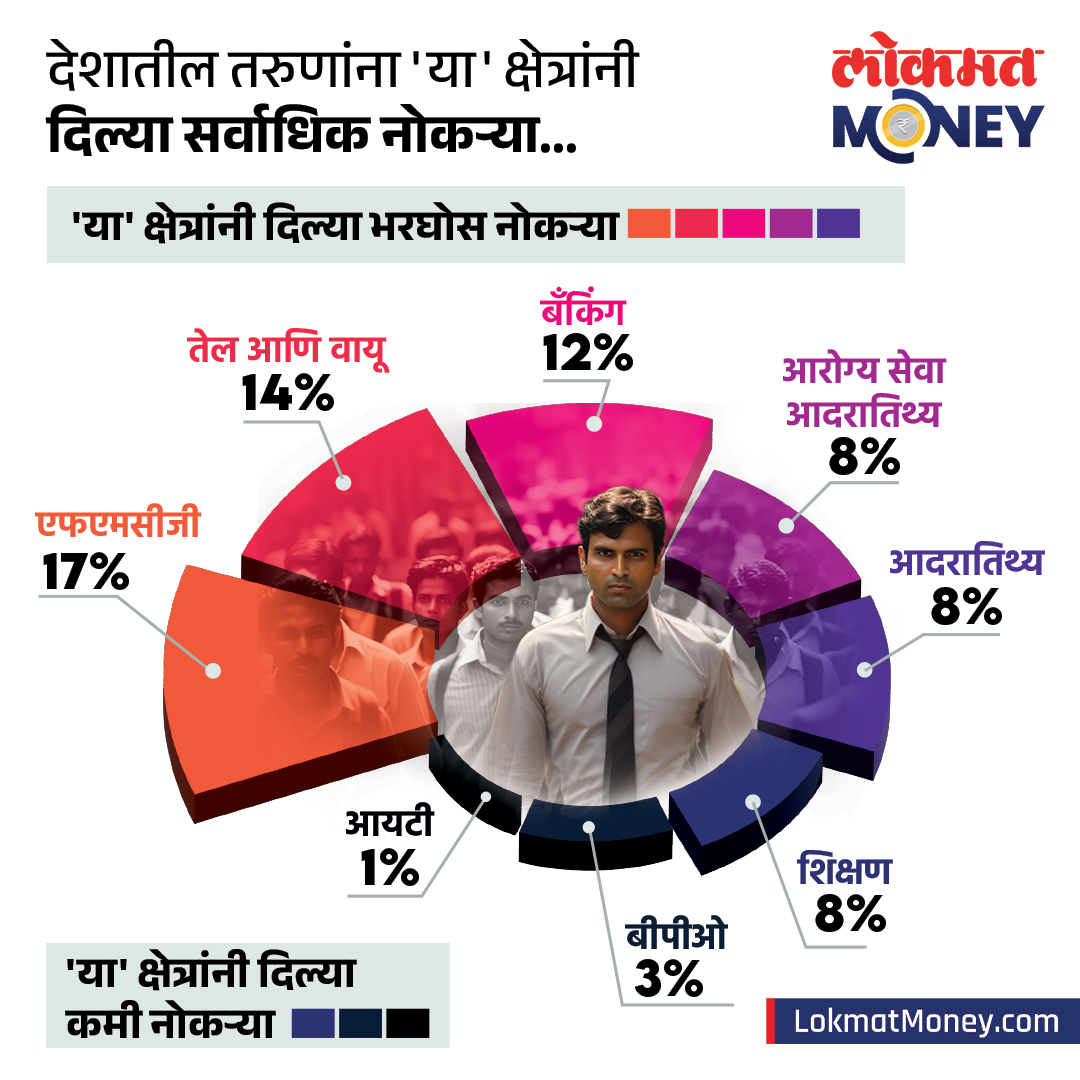 देशातील तरुणांना 'या' क्षेत्रांनी
दिल्या सर्वाधिक नोकऱ्या...
लोकमत
MONEY
'या' क्षेत्रांनी दिल्या भरघोस नोकऱ्या
बँकिंग
12%
तेल आणि वायू
14%
आरोग्य सेवा
आदरातिथ्य
8%
एफएमसीजी
17%
आदरातिथ्य
8%
आयटी
1%
शिक्षण
8%
बीपीओ
3%
'या' क्षेत्रांनी दिल्या
कमी नोकऱ्या
LokmatMoney.com